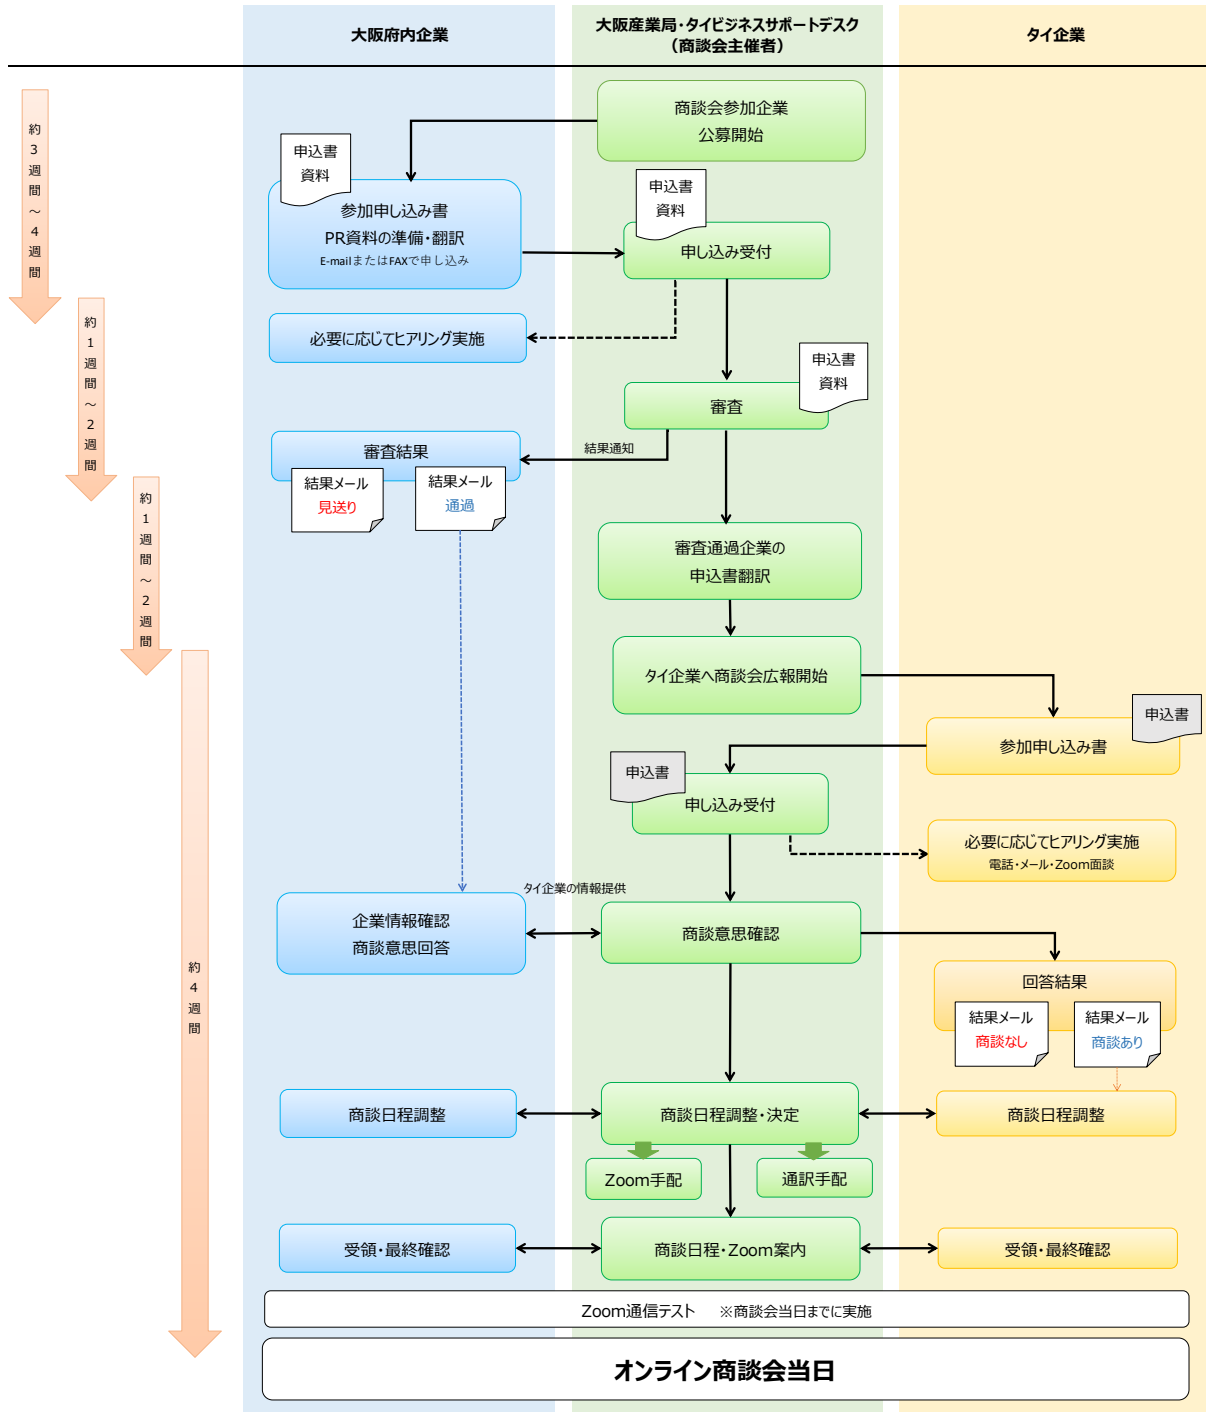 大阪府内企業
大阪産業局・タイビジネスサポートデスク
（商談会主催者）
タイ企業
約3週間～4週間
約1週間～2週間
約1週間～2週間
約4週間
商談会参加企業
公募開始
申込書
資料
参加申し込み書
PR資料の準備・翻訳
E-mailまたはFAXで申し込み
申込書
資料
申し込み受付
必要に応じてヒアリング実施
申込書
資料
審査
結果通知
審査結果
結果メール
見送り
結果メール
通過
審査通過企業の
申込書翻訳
タイ企業へ商談会広報開始
申込書
参加申し込み書
申込書
申し込み受付
必要に応じてヒアリング実施
電話・メール・Zoom面談
タイ企業の情報提供
企業情報確認
商談意思回答
商談意思確認
回答結果
結果メール
商談なし
結果メール
商談あり
商談日程調整
商談日程調整・決定
商談日程調整
Zoom手配
通訳手配
受領・最終確認
商談日程・Zoom案内
受領・最終確認
Zoom通信テスト　※商談会当日までに実施
オンライン商談会当日